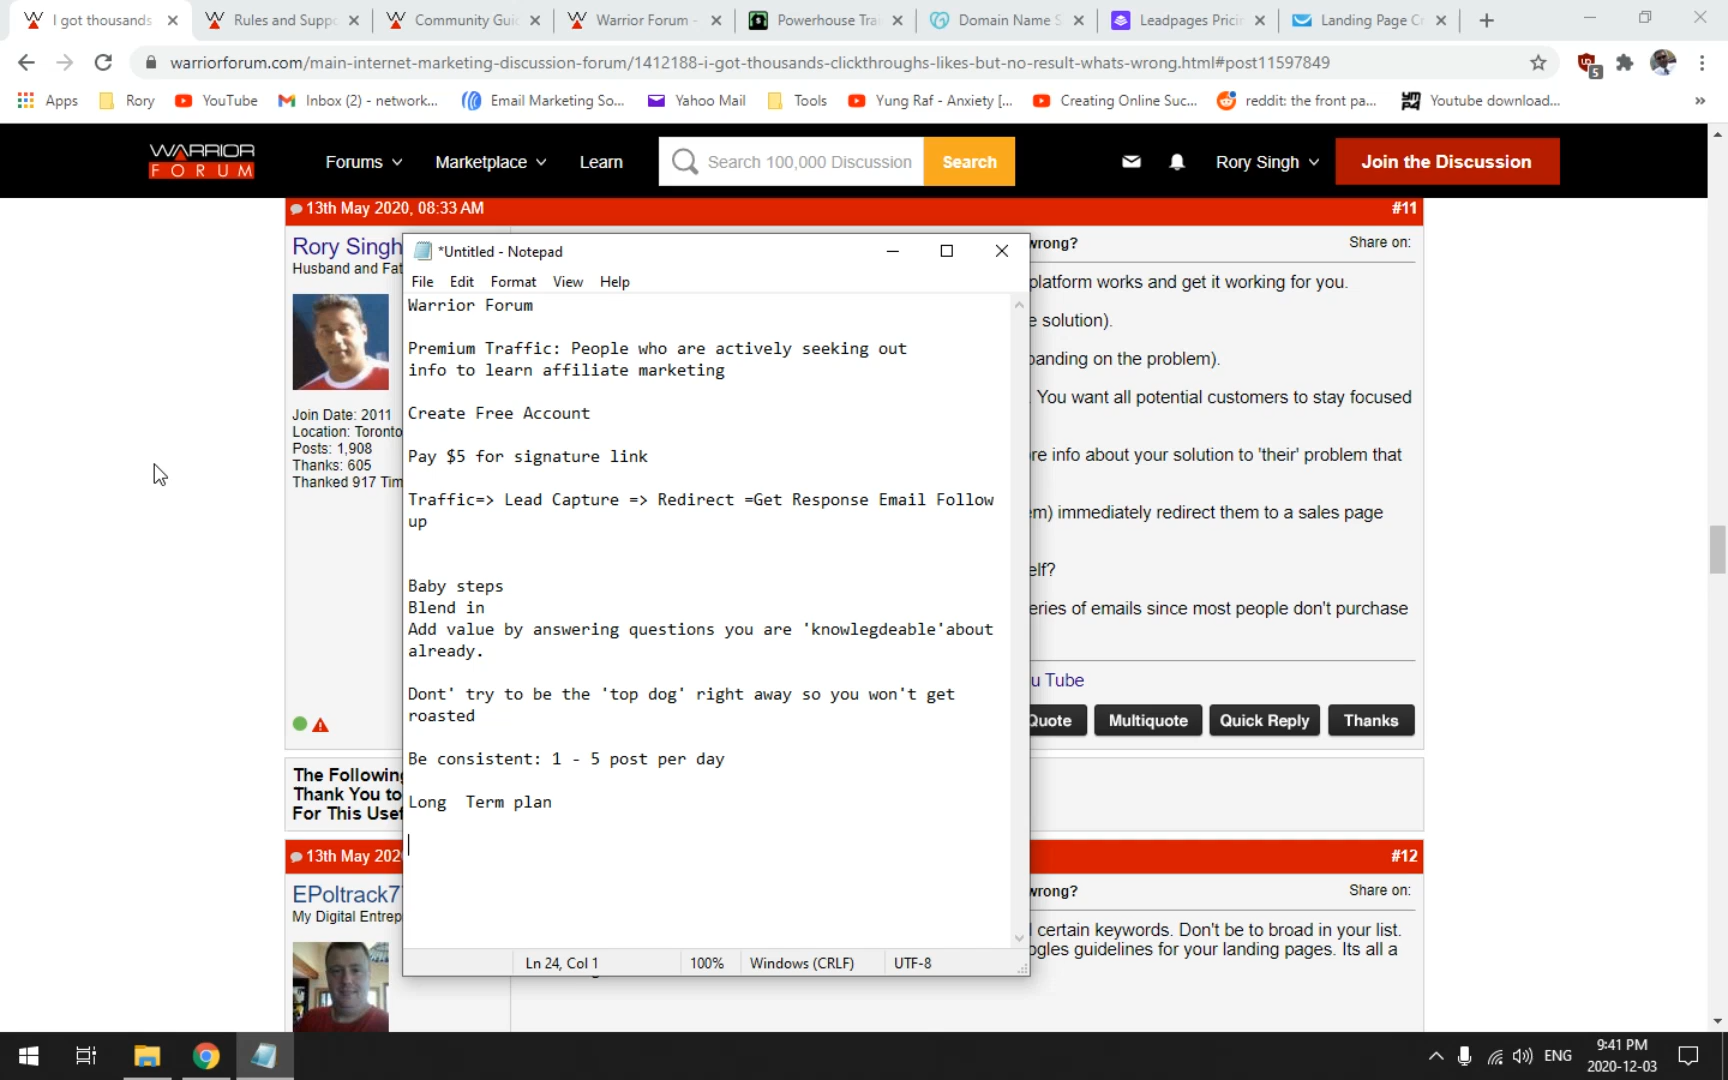 I got thousands
Rules and Suppo
Community Guid
Warrior Forum -
Powerhouse Trai
Domain Name S
Leadpages Pricin
Landing Page Cr
warriorforum.com/main-internet-marketing-discussion-forum/1412188-i-got-thousands-clickthroughs-likes-but-no-result-whats-wrong.html#post11597849
5
Apps
Rory
YouTube
Inbox (2) - network...
Email Marketing So...
Yahoo Mail
Tools
Yung Raf - Anxiety [...
Creating Online Suc...
reddit: the front pa...
Youtube download...
WARRIOR
FORUM
Forums
Marketplace
Learn
Search 100,000 Discussion
Search
Rory Singh
Join the Discussion
13th May 2020, 08:33 AM
#11
Rory Singh
Husband and Fat
Join Date: 2011
Location: Toronto
Posts: 1,908
Thanks: 605
Thanked 917 Tim
wrong?
Share on:
platform works and get it working for you.
e solution).
panding on the problem).
. You want all potential customers to stay focused
re info about your solution to 'their' problem that
em) immediately redirect them to a sales page
elf?
eries of emails since most people don't purchase
u Tube
Quote
Multiquote
Quick Reply
Thanks
*Untitled - Notepad
File
Edit
Format
View
Help
Warrior Forum
Premium Traffic: People who are actively seeking out
info to learn affiliate marketing
Create Free Account
Pay $5 for signature link
Traffic=> Lead Capture => Redirect =Get Response Email Follow
up
Baby steps
Blend in
Add value by answering questions you are 'knowlegdeable'about
already.
Dont' try to be the 'top dog' right away so you won't get
roasted
Be consistent: 1 - 5 post per day
Long  Term plan
Ln 24, Col 1
100%
Windows (CRLF)
UTF-8
The Following
Thank You to
For This Usef
13th May 2020
#12
EPoltrack7
My Digital Entrep
wrong?
Share on:
certain keywords. Don't be to broad in your list.
ogles guidelines for your landing pages. Its all a
ENG
9:41 PM
2020-12-03